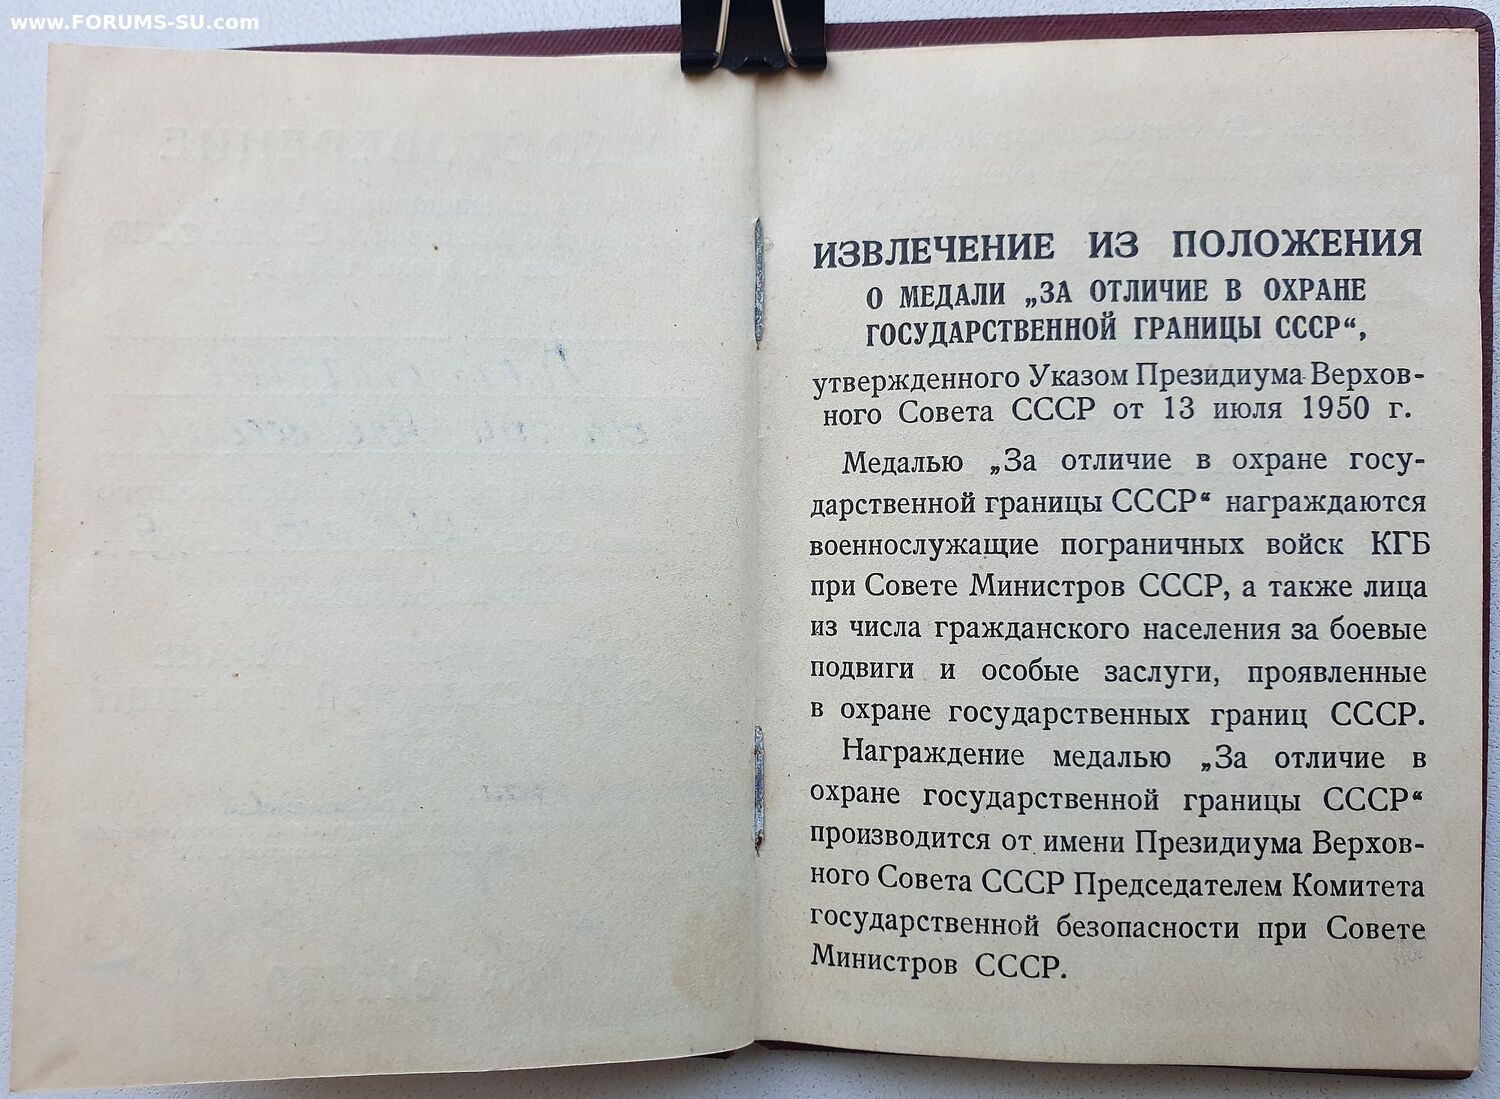 www.FORUMS-SU.com
ИЗВЛЕЧЕНИЕ ИЗ ПОЛОЖЕНИЯ
О МЕДАЛИ „ЗА ОТЛИЧИЕ В ОХРАНЕ
ГОСУДАРСТВЕННОЙ ГРАНИЦЫ СССР“,
утвержденного Указом Президиума Верхов-
ного Совета СССР от 13 июля 1950 г.
Медалью „За отличие в охране госу-
дарственной границы СССР“ награждаются
военнослужащие пограничных войск КГБ
при Совете Министров СССР, а также лица
из числа гражданского населения за боевые
подвиги и особые заслуги, проявленные
в охране государственных границ СССР.
Награждение медалью „За отличие в
охране государственной границы СССР“
производится от имени Президиума Верхов-
ного Совета СССР Председателем Комитета
государственной безопасности при Совете
Министров СССР.